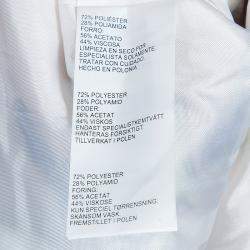 72% POLIÉSTER
28% POLIAMIDA
FORRO:
56% ACETATO
44% VISCOSA
LIMPIEZA EN SECO POR
ESPECIALISTA SOLAMENTE.
TRATAR CON CUIDADO
HECHO EN POLONIA
72% POLYESTER
28% POLYAMID
FODER:
56% ACETAT
44% VISKOS
ENDAST SPECIALISTKEMTVÄTT
HANTERAS FÖRSIKTIGT
TILLVERKAT I POLEN
72% POLYESTER
28% POLYAMID
FORING:
56% ACETAT
44% VISKOSE
KUN SPECIEL TØRRENSNING.
SKÅNSOM VASK
FREMSTILLET I POLEN